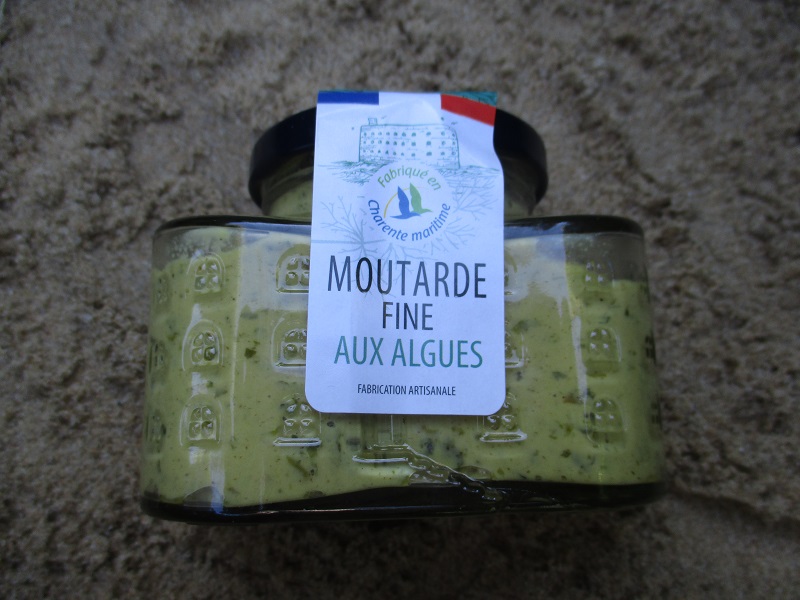 Fabriqué en
Charente maritime
MOUTARDE
FINE
AUX ALGUES
FABRICATION ARTISANALE